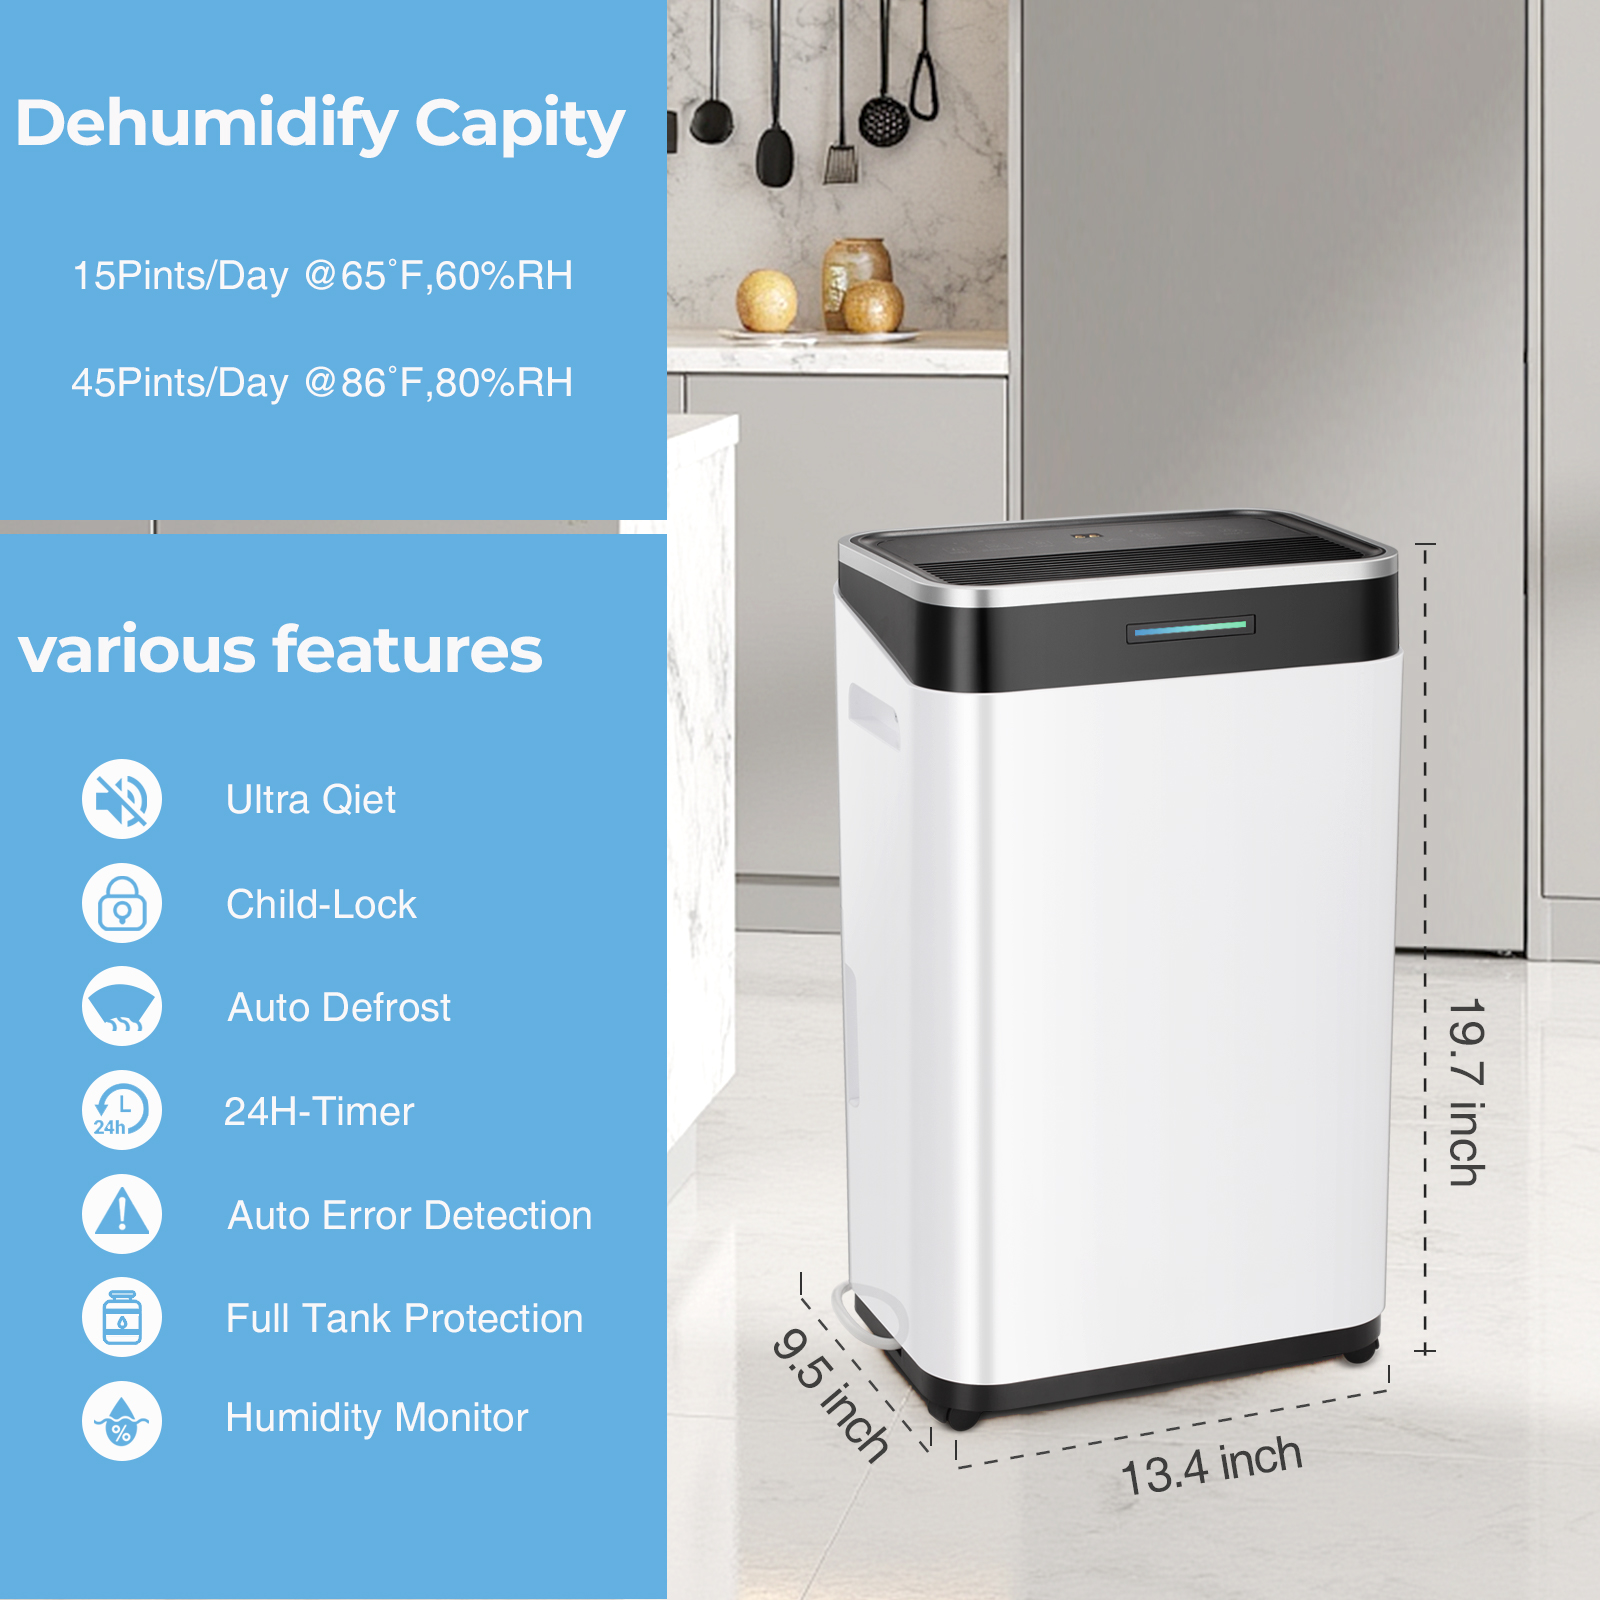 Dehumidify Capity
15Pints/Day @65°F,60%RH
45Pints/Day @86°F,80%RH
various features
Ultra Qiet
Child-Lock
Auto Defrost
24h
24H-Timer
Auto Error Detection
Full Tank Protection
%
Humidity Monitor
19.7 inch
9.5 inch
13.4 inch